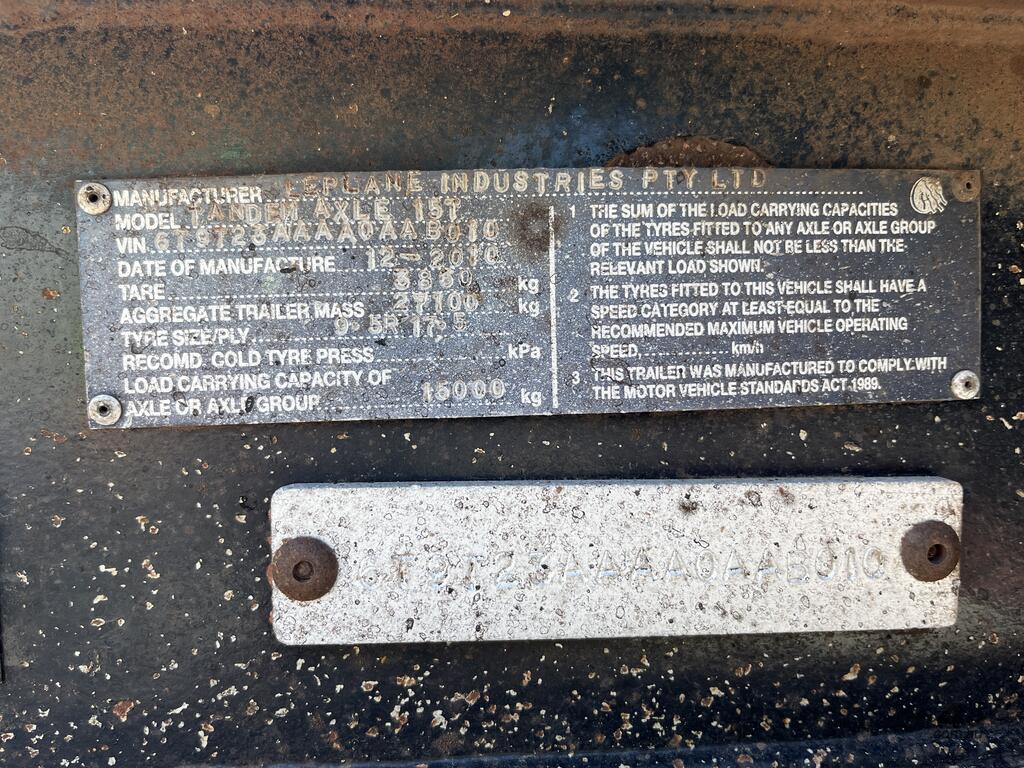 MANUFACTURER LEPLANE INDUSTRIES PTY LTD
MODEL TANDEM AXLE 15T
VIN 6T9T23AAAA0AAB010
DATE OF MANUFACTURE 12-2010
TARE kg
AGGREGATE TRAILER MASS 27100 kg
TYRE SIZE/PLY 9.5R17.5
RECOMD. COLD TYRE PRESS kPa
LOAD CARRYING CAPACITY OF
AXLE OR AXLE GROUP 15000 kg
1 THE SUM OF THE LOAD CARRYING CAPACITIES
OF THE TYRES FITTED TO ANY AXLE OR AXLE GROUP
OF THE VEHICLE SHALL NOT BE LESS THAN THE
RELEVANT LOAD SHOWN.
2 THE TYRES FITTED TO THIS VEHICLE SHALL HAVE A
SPEED CATEGORY AT LEAST EQUAL TO THE
RECOMMENDED MAXIMUM VEHICLE OPERATING
SPEED, km/h
3 THIS TRAILER WAS MANUFACTURED TO COMPLY WITH
THE MOTOR VEHICLE STANDARDS ACT 1989.
6T9T23AAAA0AAB010